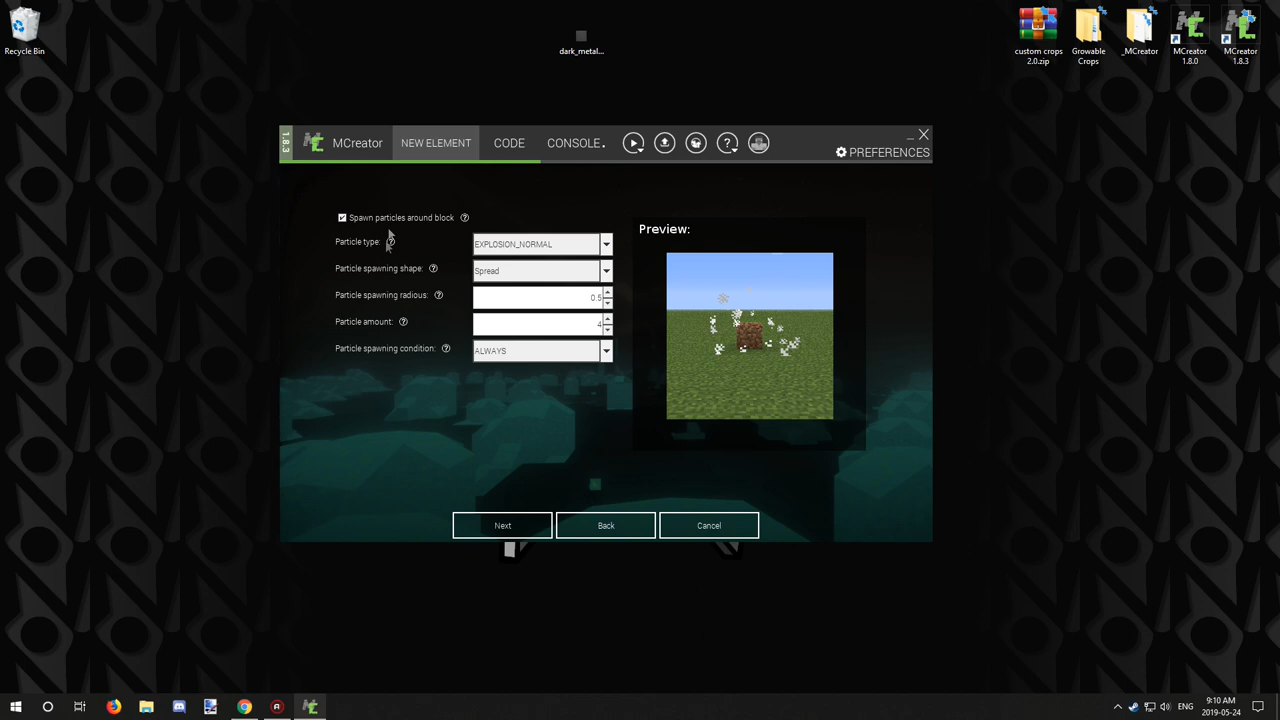 Recycle Bin
dark_metal...
custom crops
2.0.zip
Growable
Crops
_MCreator
MCreator
1.8.0
MCreator
1.8.3
1.8.3
MCreator
NEW ELEMENT
CODE
CONSOLE.
PREFERENCES
Spawn particles around block
Particle type:
EXPLOSION_NORMAL
Particle spawning shape:
Spread
Particle spawning radious:
0.5
Particle amount:
4
Particle spawning condition:
ALWAYS
Preview:
Next
Back
Cancel
ENG
9:10 AM
2019-05-24